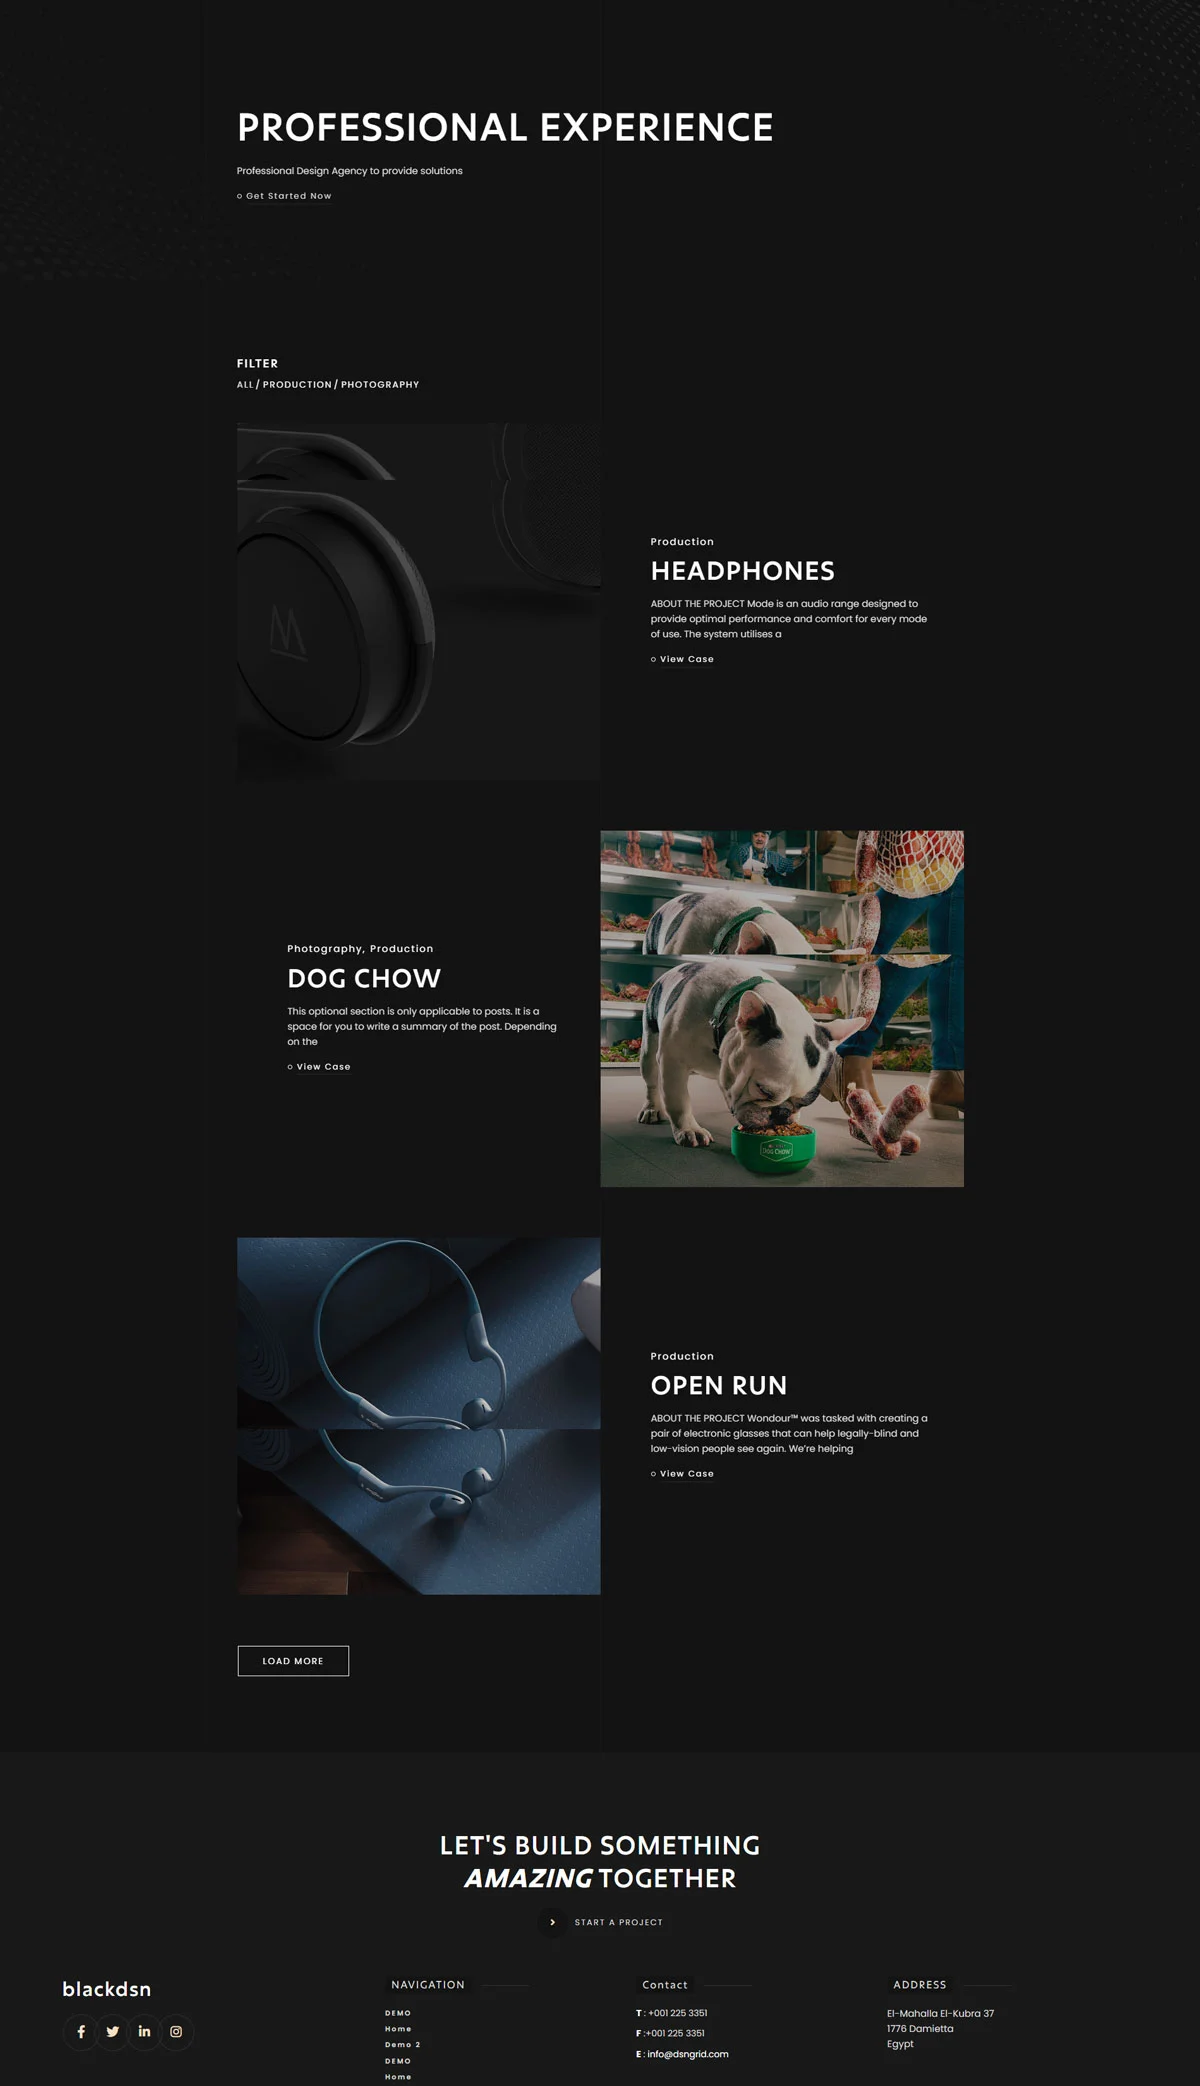 PROFESSIONAL EXPERIENCE
Professional Design Agency to provide solutions
Get Started Now
FILTER
ALL / PRODUCTION / PHOTOGRAPHY
Production
HEADPHONES
ABOUT THE PROJECT Mode is an audio range designed to
provide optimal performance and comfort for every mode
of use. The system utilises a
View Case
Photography, Production
DOG CHOW
This optional section is only applicable to posts. It is a
space for you to write a summary of the post. Depending
on the
View Case
DOG CHOW
Production
OPEN RUN
ABOUT THE PROJECT Wondour™ was tasked with creating a
pair of electronic glasses that can help legally-blind and
low-vision people see again. We're helping
View Case
LOAD MORE
LET'S BUILD SOMETHING
AMAZING TOGETHER
START A PROJECT
blackdsn
NAVIGATION
DEMO
Home
Demo 2
DEMO
Home
Contact
T : +001 225 3351
F :+001 225 3351
E : info@dsngrid.com
ADDRESS
El-Mahalla El-Kubra 37
1776 Damietta
Egypt